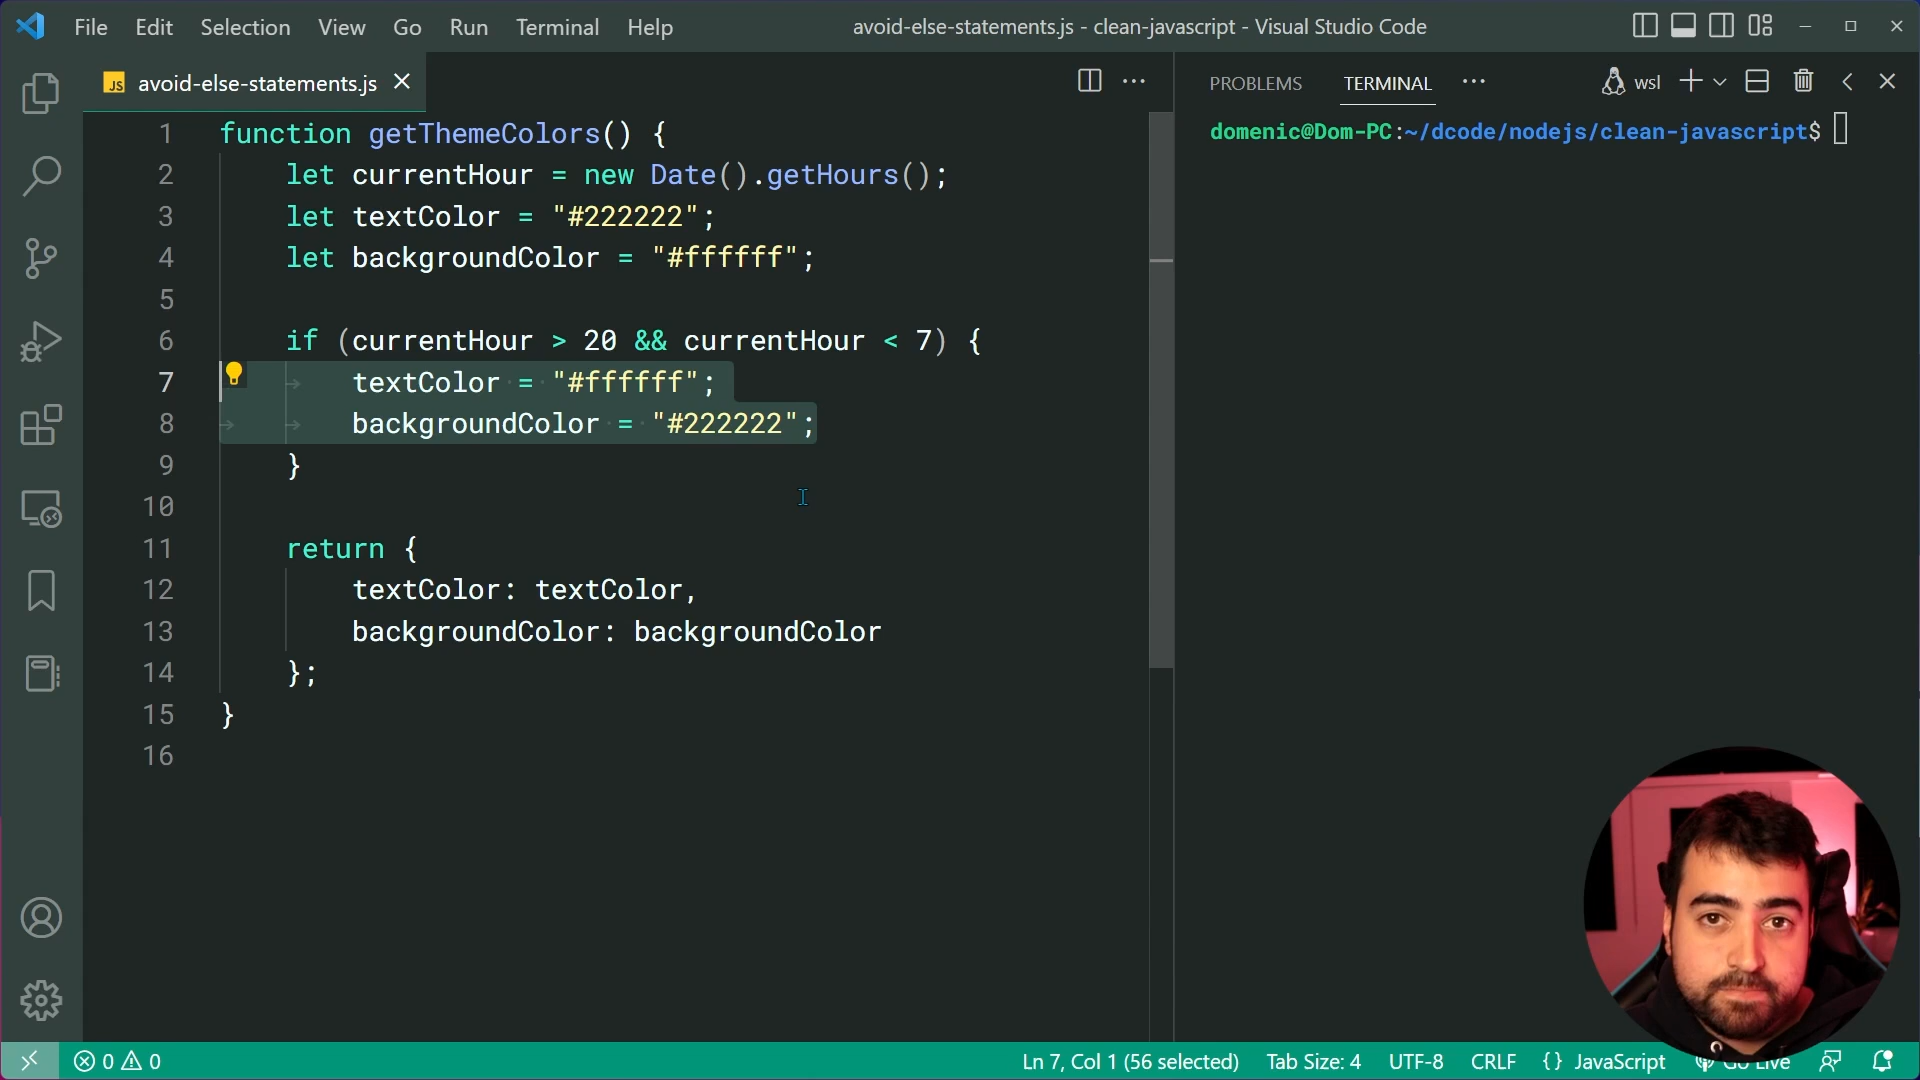 File Edit Selection View Go Run Terminal Help avoid-else-statements.js - clean-javascript - Visual Studio Code
JS avoid-else-statements.js
1 function getThemeColors() {
2 let currentHour = new Date().getHours();
3 let textColor = "#222222";
4 let backgroundColor = "#ffffff";
5
6 if (currentHour > 20 && currentHour < 7) {
7 textColor = "#ffffff";
8 backgroundColor = "#222222";
9 }
10
11 return {
12 textColor: textColor,
13 backgroundColor: backgroundColor
14 };
15 }
16
PROBLEMS TERMINAL wsl
domenic@Dom-PC:~/dcode/nodejs/clean-javascript$
0 0 Ln 7, Col 1 (56 selected) Tab Size: 4 UTF-8 CRLF {} JavaScript Go Live